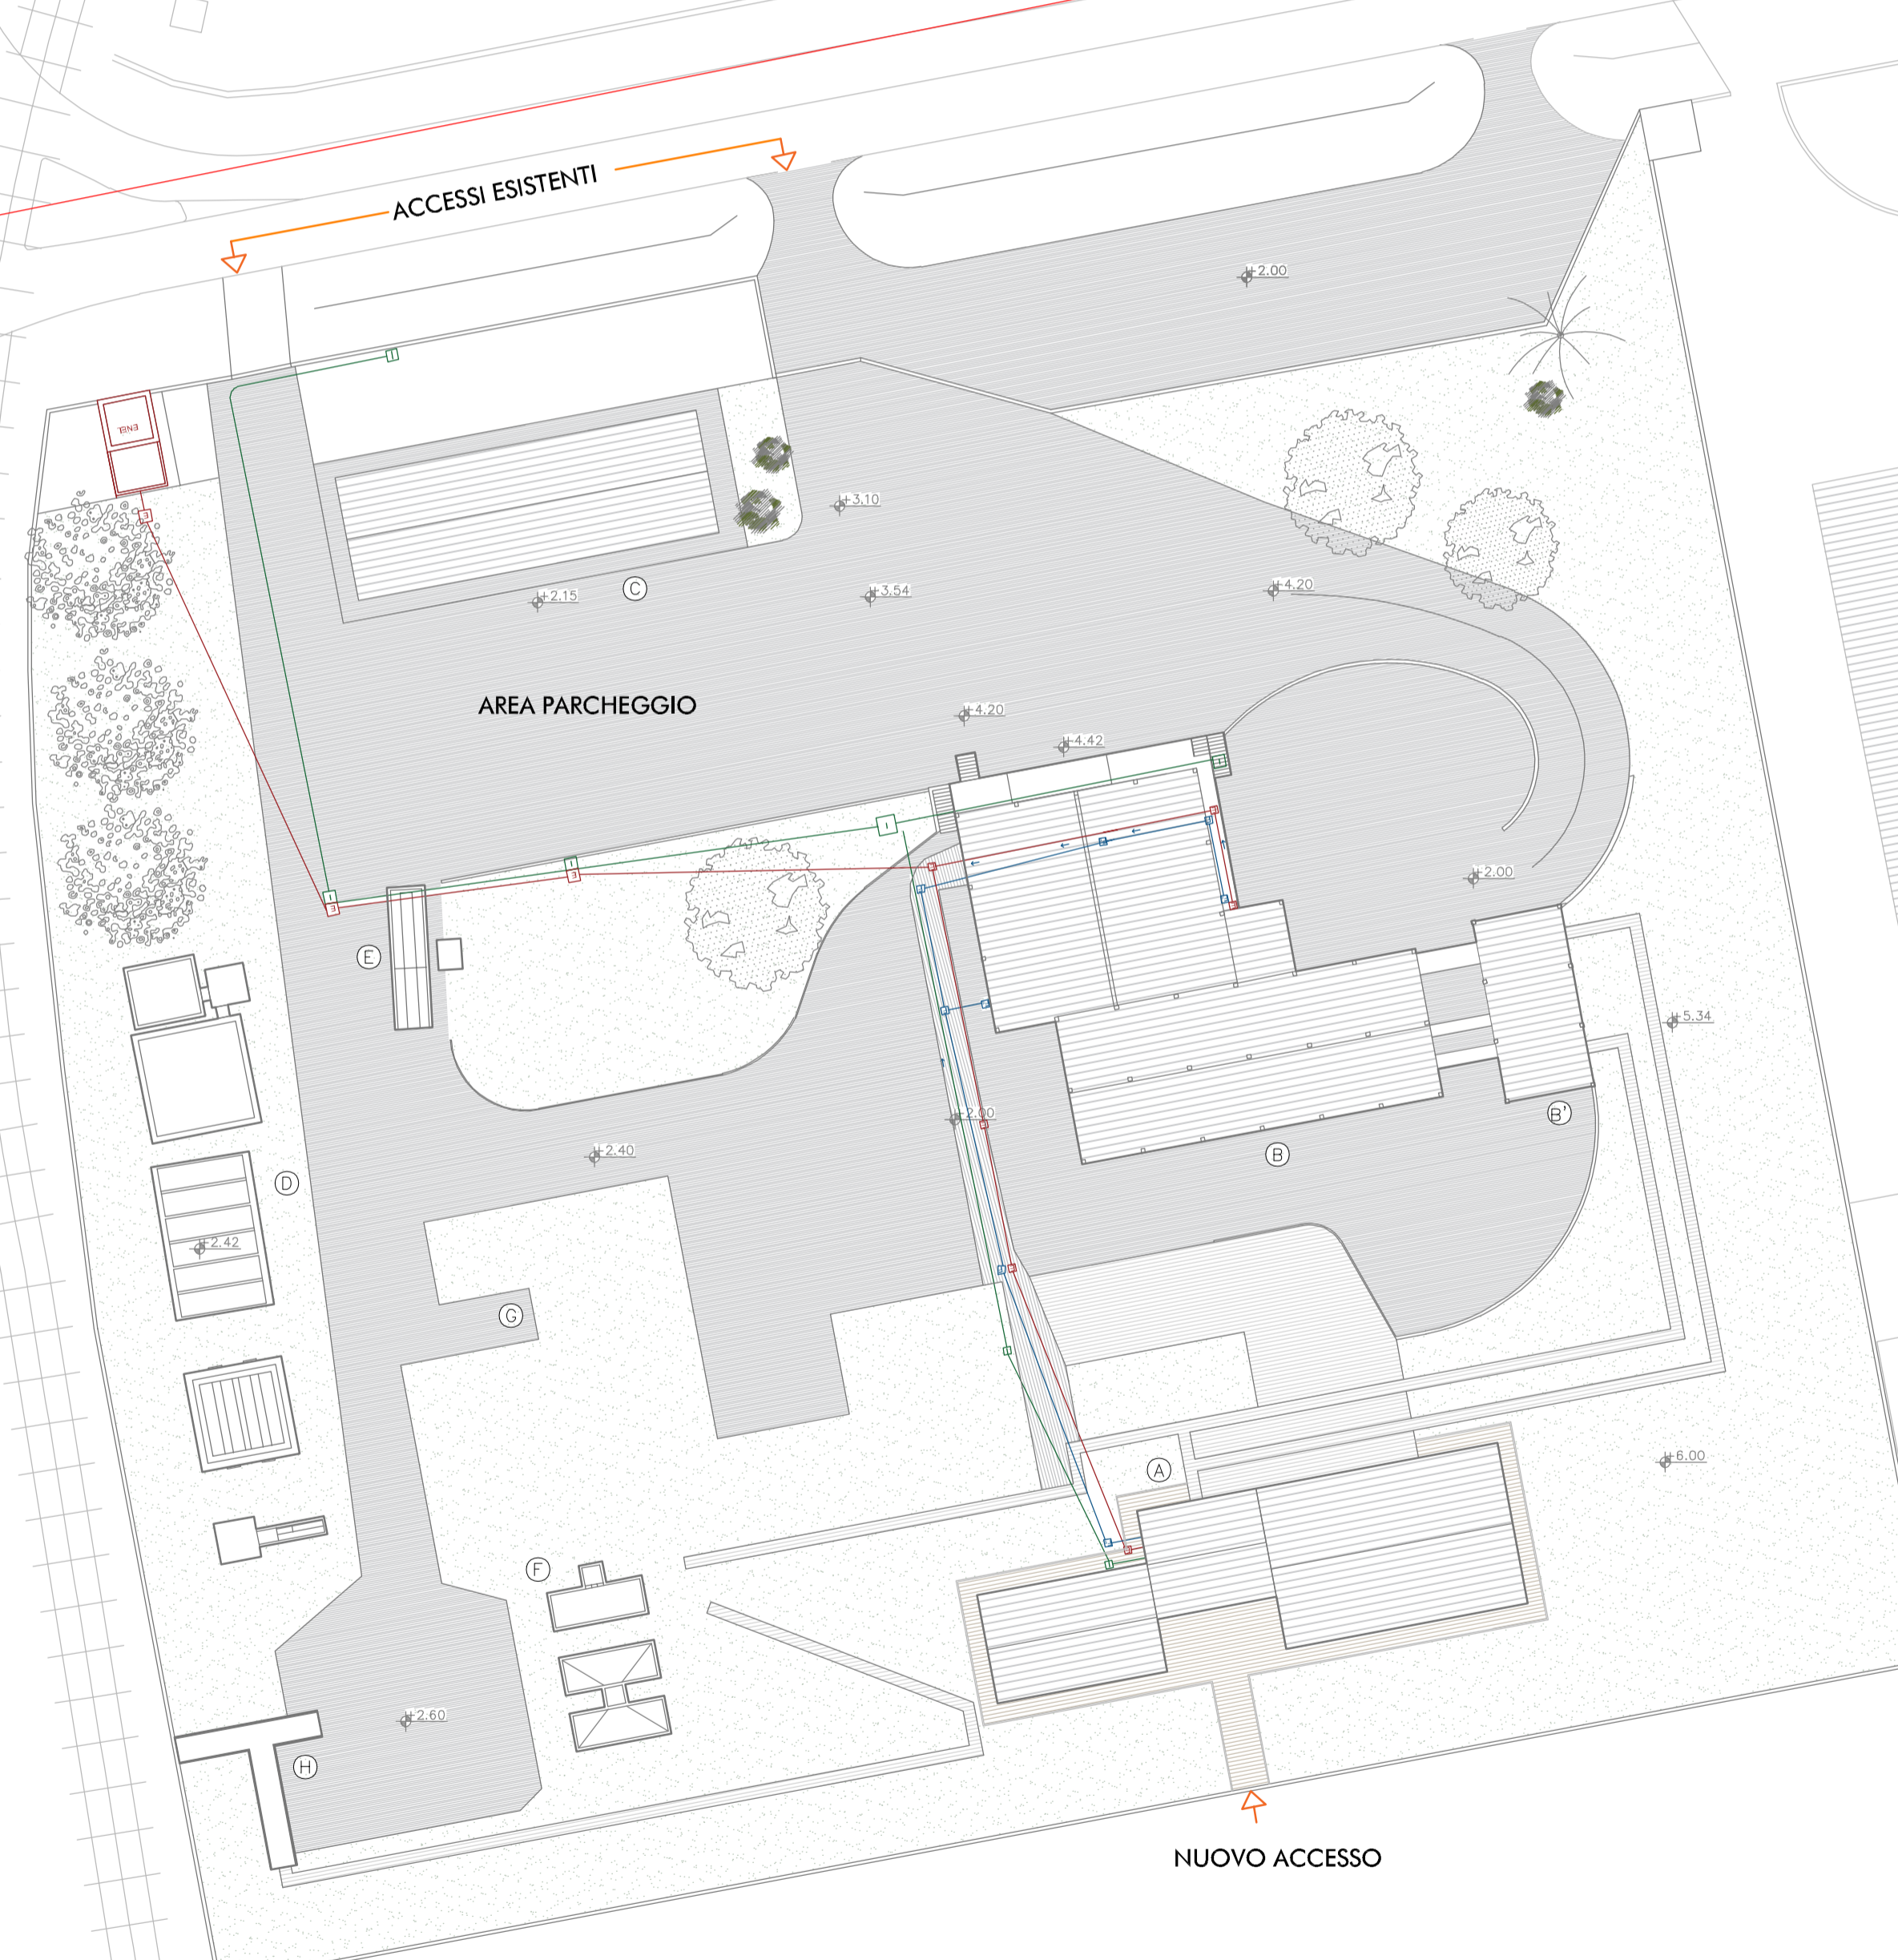 ACCESSI ESISTENTI
+2.00
ENEL
E
+3.10
C
+2.15
+3.54
+4.20
AREA PARCHEGGIO
+4.20
+4.42
I
E
I
E
I
+2.00
E
+5.34
B'
+2.00
B
+2.40
D
+2.42
G
A
+6.00
F
+2.60
H
NUOVO ACCESSO